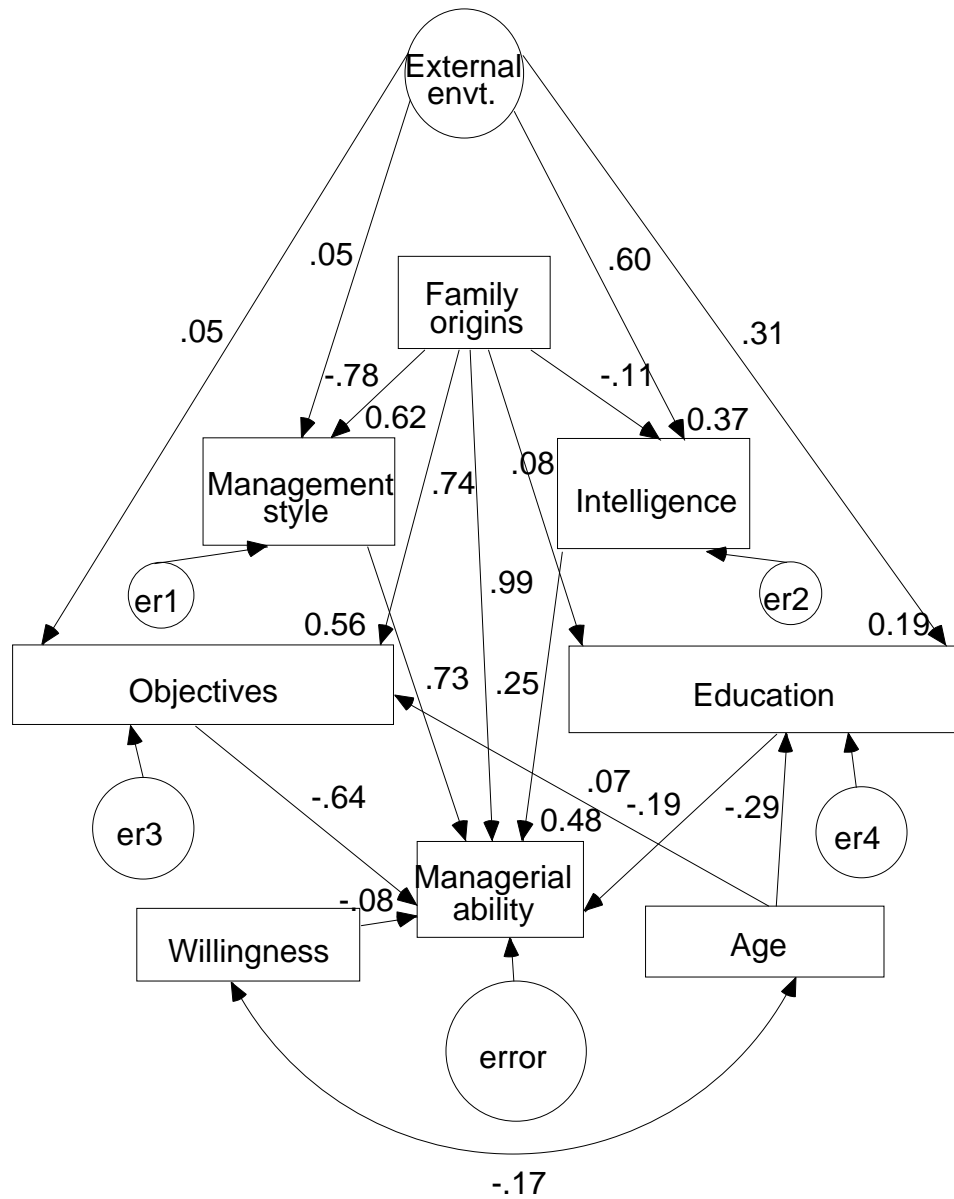 External
envt.
.05
.60
Family
origins
.05
.31
-.78
-.11
0.62
0.37
.74
.08
Management
style
Intelligence
.99
er1
er2
0.56
0.19
.73
.25
Objectives
Education
.07
-.64
-.19
-.29
0.48
er3
er4
Managerial
ability
-.08
Willingness
Age
error
-.17